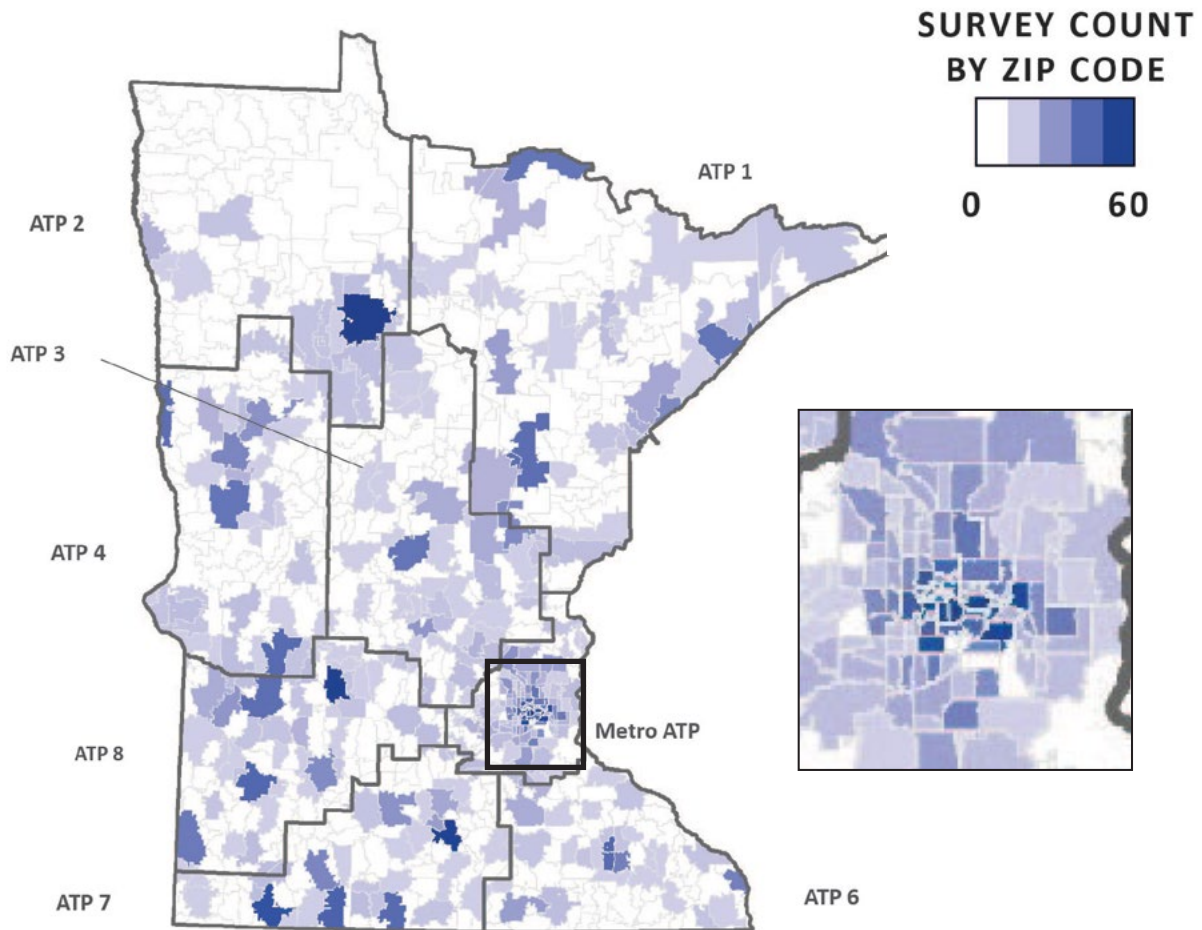 SURVEY COUNT
BY ZIP CODE
0 60
ATP 1
ATP 2
ATP 3
ATP 4
Metro ATP
ATP 8
ATP 7
ATP 6